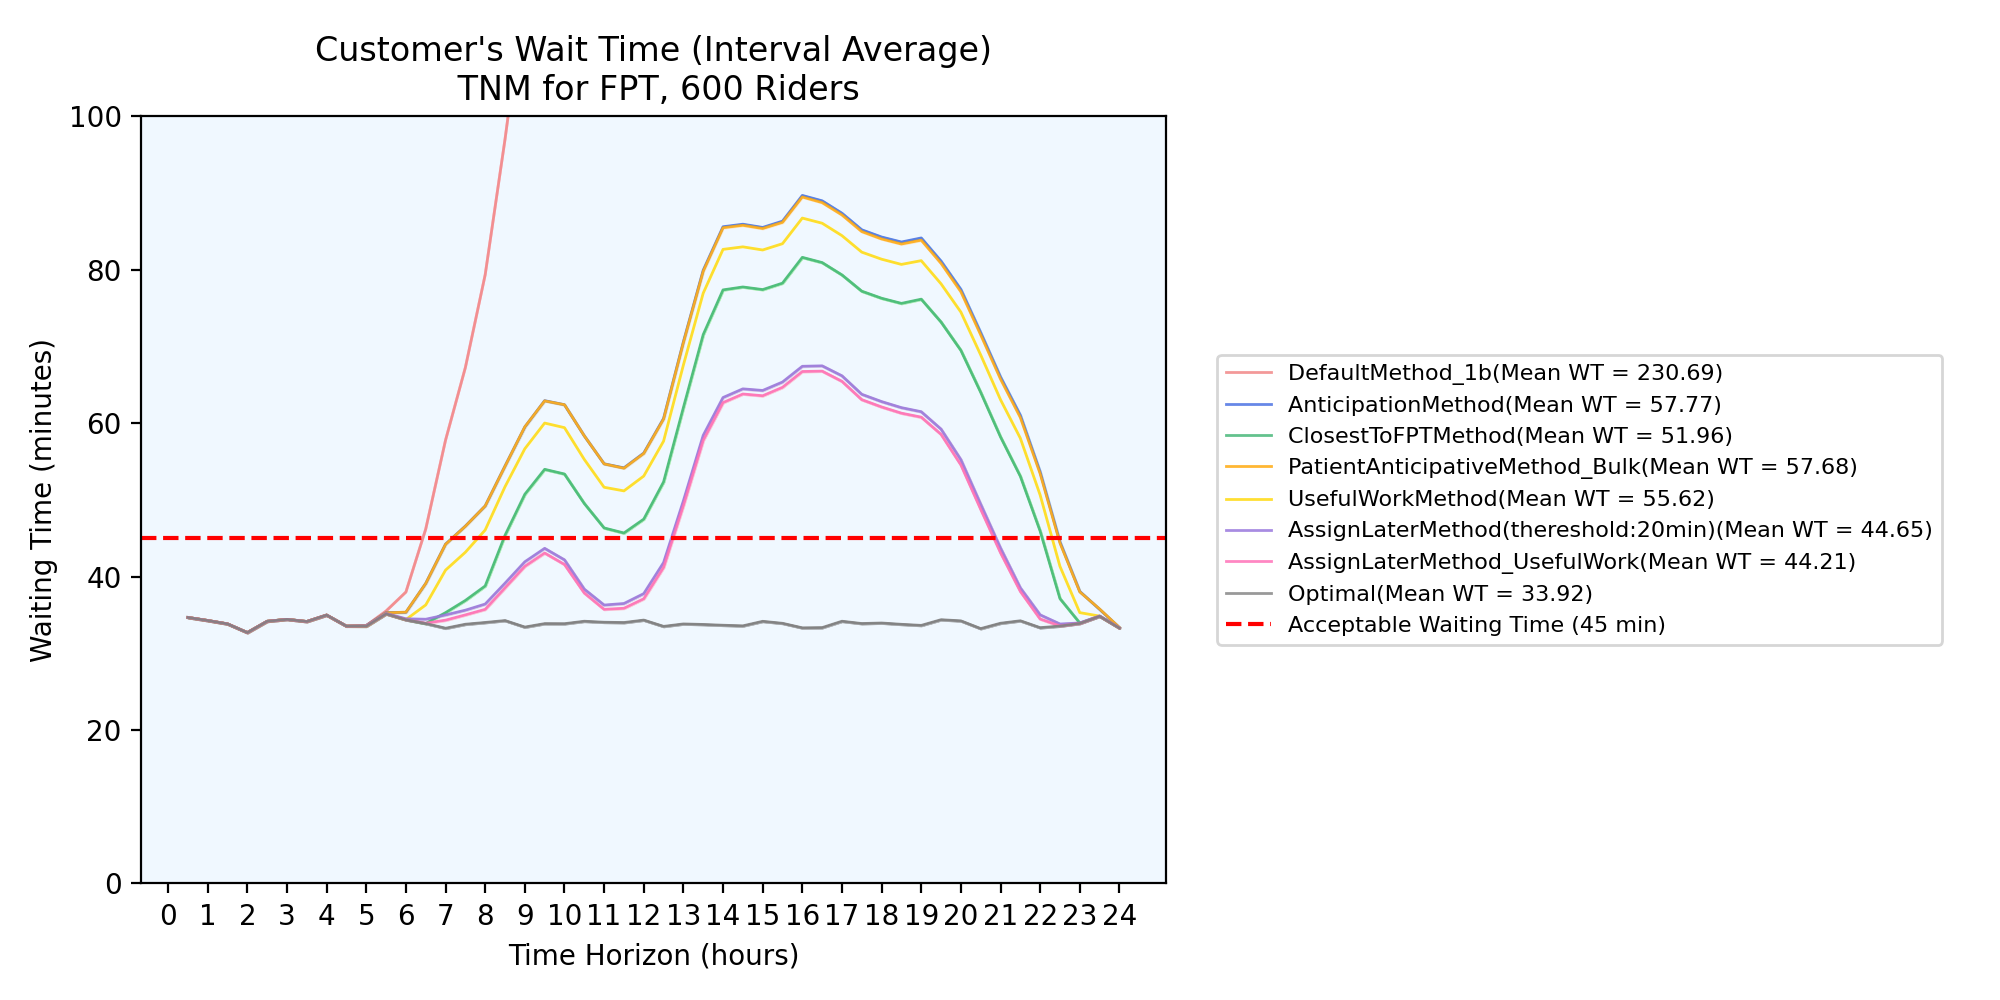 Customer's Wait Time (Interval Average)
TNM for FPT, 600 Riders
100
80
60
40
20
0
Waiting Time (minutes)
0 1 2 3 4 5 6 7 8 9 10 11 12 13 14 15 16 17 18 19 20 21 22 23 24
Time Horizon (hours)
DefaultMethod_1b(Mean WT = 230.69)
AnticipationMethod(Mean WT = 57.77)
ClosestToFPTMethod(Mean WT = 51.96)
PatientAnticipativeMethod_Bulk(Mean WT = 57.68)
UsefulWorkMethod(Mean WT = 55.62)
AssignLaterMethod(thereshold:20min)(Mean WT = 44.65)
AssignLaterMethod_UsefulWork(Mean WT = 44.21)
Optimal(Mean WT = 33.92)
Acceptable Waiting Time (45 min)